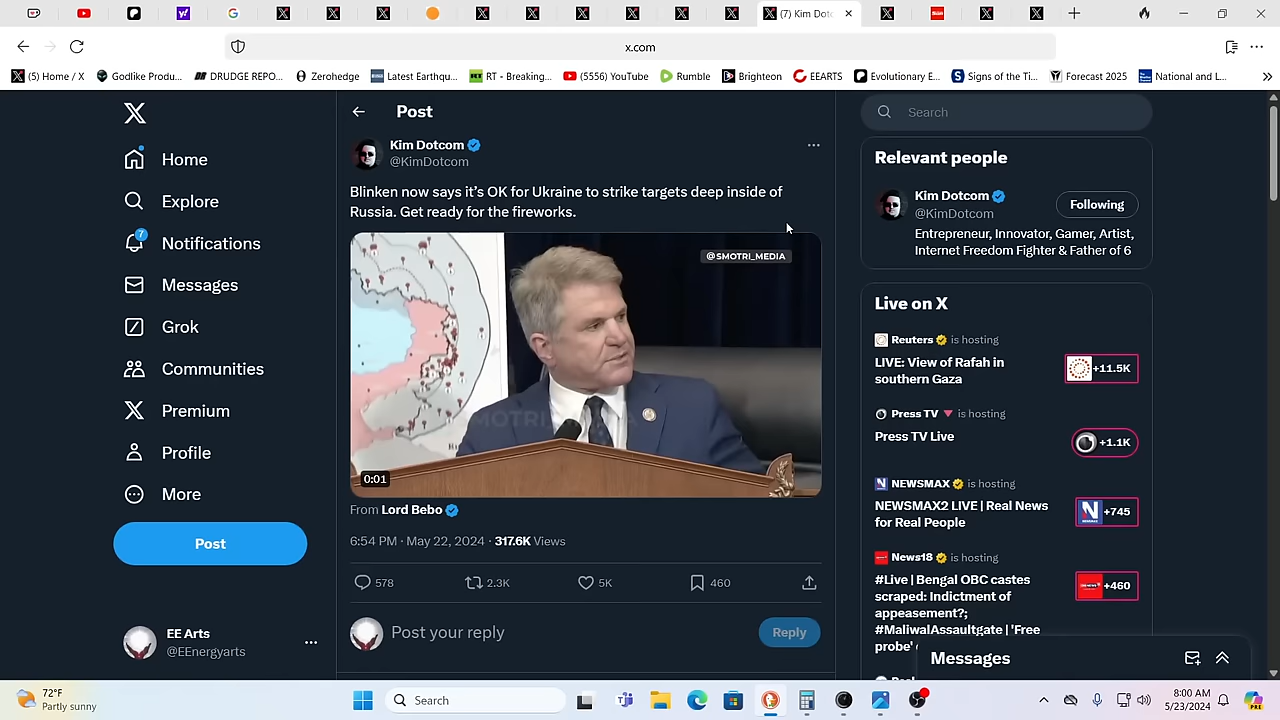 (7) Kim Dotc
x.com
(5) Home / X
Godlike Produ...
DRUDGE REPO...
Zerohedge
Latest Earthqu...
RT - Breaking...
(5556) YouTube
Rumble
Brighteon
EEARTS
Evolutionary E...
Signs of the Ti...
Forecast 2025
National and L...
Home
Explore
7
Notifications
Messages
Grok
Communities
Premium
Profile
More
Post
EE Arts
@EEnergyarts
Post
Kim Dotcom
@KimDotcom
Blinken now says it's OK for Ukraine to strike targets deep inside of
Russia. Get ready for the fireworks.
@SMOTRI_MEDIA
SMOTRI MEDIA
0:01
From Lord Bebo
6:54 PM · May 22, 2024 · 317.6K Views
578
2.3K
5K
460
Post your reply
Reply
Search
Relevant people
Kim Dotcom
@KimDotcom
Following
Entrepreneur, Innovator, Gamer, Artist,
Internet Freedom Fighter & Father of 6
Live on X
Reuters is hosting
LIVE: View of Rafah in
southern Gaza
+11.5K
Press TV is hosting
Press TV Live
+1.1K
NEWSMAX is hosting
NEWSMAX2 LIVE | Real News
for Real People
+745
News18 is hosting
#Live | Bengal OBC castes
scraped: Indictment of
appeasement?;
#MaliwalAssaultgate | 'Free
probe'
+460
Messages
72°F
Partly sunny
Search
8:00 AM
5/23/2024